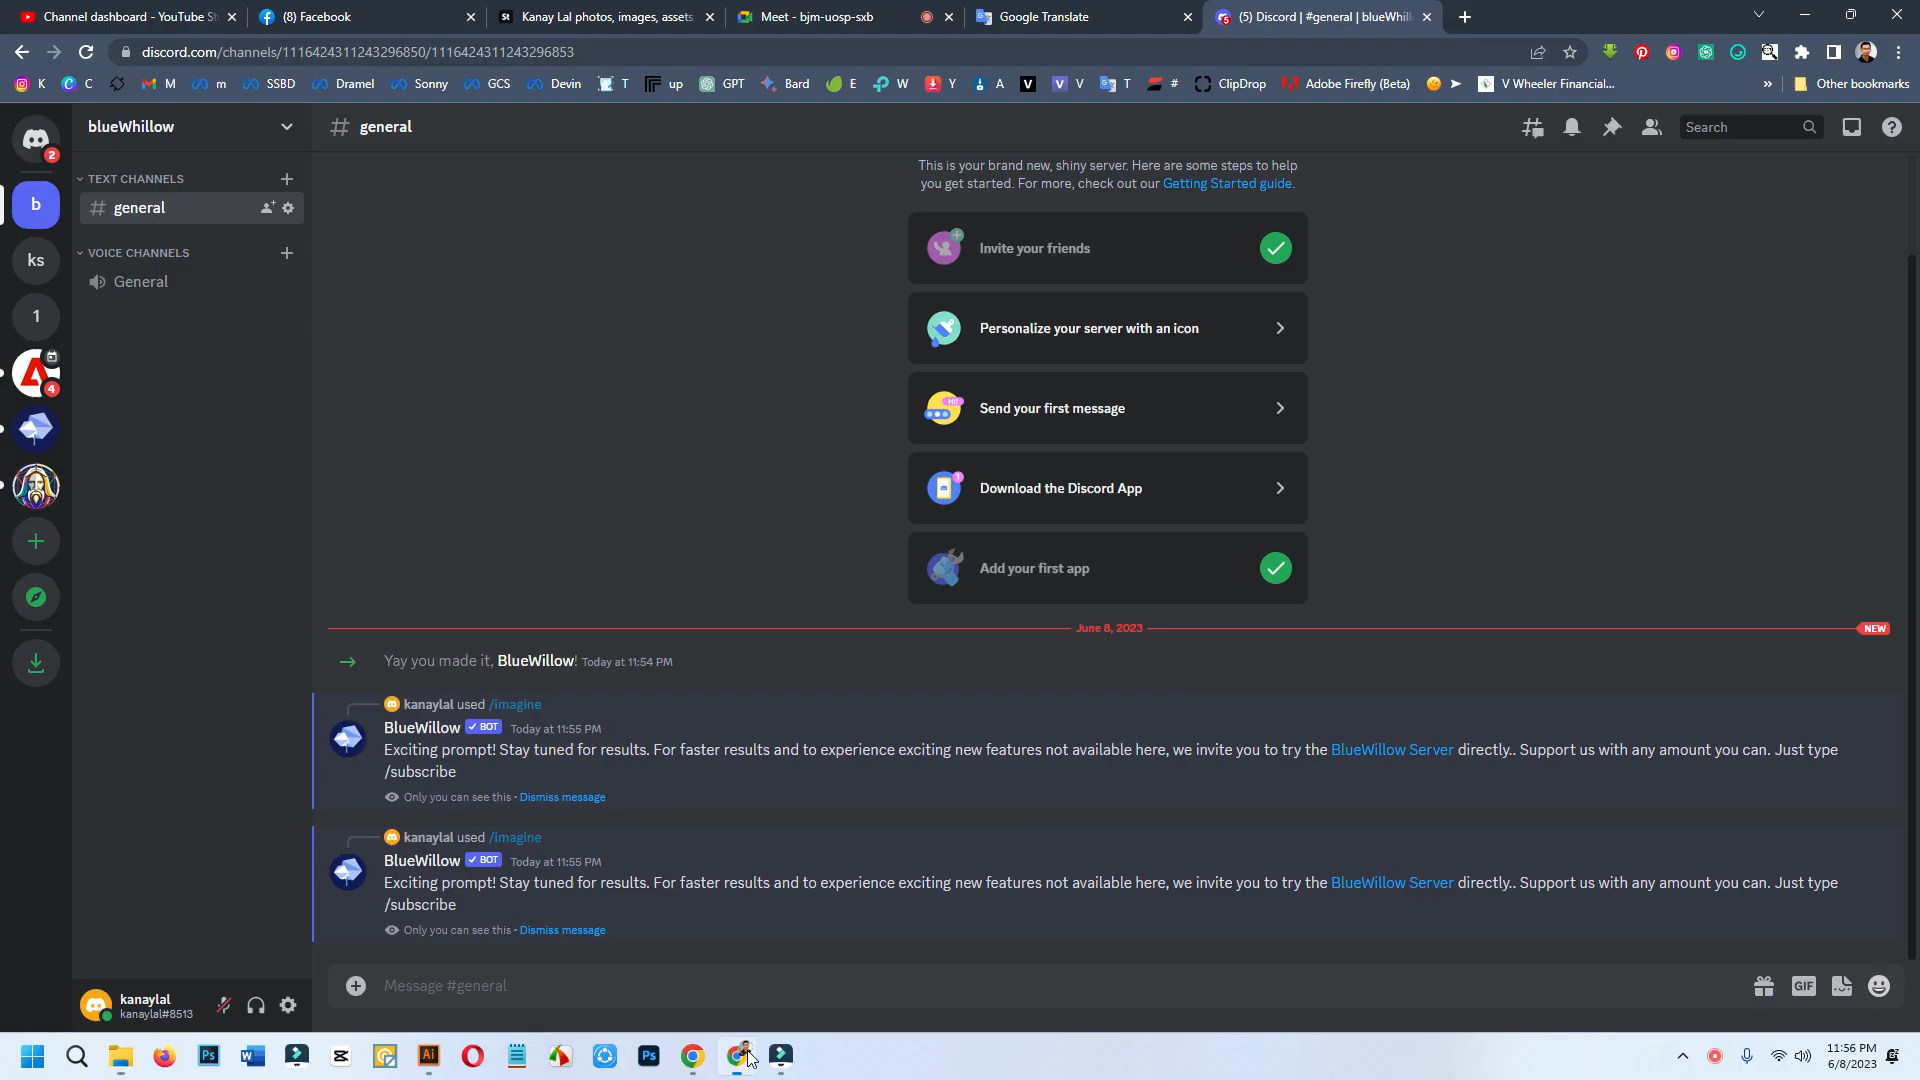 Channel dashboard - YouTube St
(8) Facebook
Kanay Lal photos, images, assets
Meet - bjm-uosp-sxb
Google Translate
(5) Discord | #general | blueWhill
discord.com/channels/1116424311243296850/1116424311243296853
K
C
M
m
SSBD
Dramel
Sonny
GCS
Devin
T
up
GPT
Bard
E
W
Y
A
V
T
#
ClipDrop
Adobe Firefly (Beta)
V Wheeler Financial...
»
Other bookmarks
blueWhillow
general
Search
2
TEXT CHANNELS
general
VOICE CHANNELS
General
b
ks
1
4
This is your brand new, shiny server. Here are some steps to help
you get started. For more, check out our Getting Started guide.
Invite your friends
Personalize your server with an icon
Send your first message
Download the Discord App
Add your first app
June 8, 2023
NEW
Yay you made it, BlueWillow! Today at 11:54 PM
kanaylal used /imagine
BlueWillow ✓ BOT Today at 11:55 PM
Exciting prompt! Stay tuned for results. For faster results and to experience exciting new features not available here, we invite you to try the BlueWillow Server directly.. Support us with any amount you can. Just type
/subscribe
Only you can see this • Dismiss message
kanaylal used /imagine
BlueWillow ✓ BOT Today at 11:55 PM
Exciting prompt! Stay tuned for results. For faster results and to experience exciting new features not available here, we invite you to try the BlueWillow Server directly.. Support us with any amount you can. Just type
/subscribe
Only you can see this • Dismiss message
Message #general
GIF
kanaylal
kanaylal#8513
11:56 PM
6/8/2023